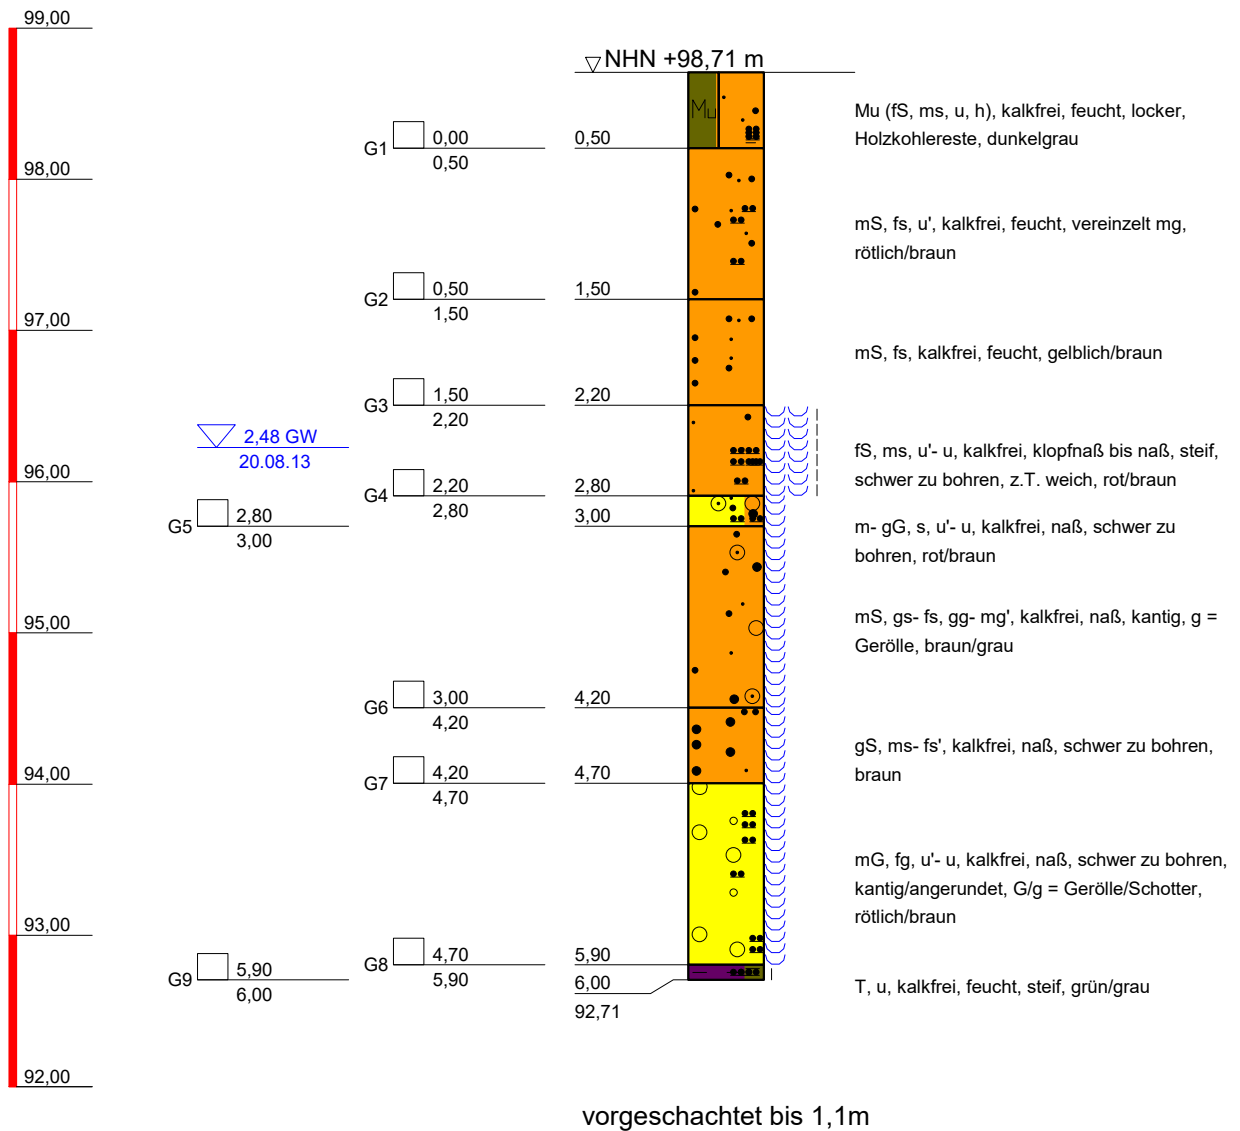 99,00
NHN +98,71 m
Mu
Mu (fS, ms, u, h), kalkfrei, feucht, locker,
Holzkohlereste, dunkelgrau
G1
0,00
0,50
0,50
98,00
mS, fs, u', kalkfrei, feucht, vereinzelt mg,
rötlich/braun
G2
0,50
1,50
1,50
97,00
mS, fs, kalkfrei, feucht, gelblich/braun
G3
1,50
2,20
2,20
2,48 GW
20.08.13
fS, ms, u'- u, kalkfrei, klopfnaß bis naß, steif,
schwer zu bohren, z.T. weich, rot/braun
96,00
G4
2,20
2,80
2,80
G5
2,80
3,00
3,00
m- gG, s, u'- u, kalkfrei, naß, schwer zu
bohren, rot/braun
95,00
mS, gs- fs, gg- mg', kalkfrei, naß, kantig, g =
Gerölle, braun/grau
G6
3,00
4,20
4,20
gS, ms- fs', kalkfrei, naß, schwer zu bohren,
braun
94,00
G7
4,20
4,70
4,70
mG, fg, u'- u, kalkfrei, naß, schwer zu bohren,
kantig/angerundet, G/g = Gerölle/Schotter,
rötlich/braun
93,00
G8
4,70
5,90
5,90
G9
5,90
6,00
6,00
92,71
T, u, kalkfrei, feucht, steif, grün/grau
92,00
vorgeschachtet bis 1,1m